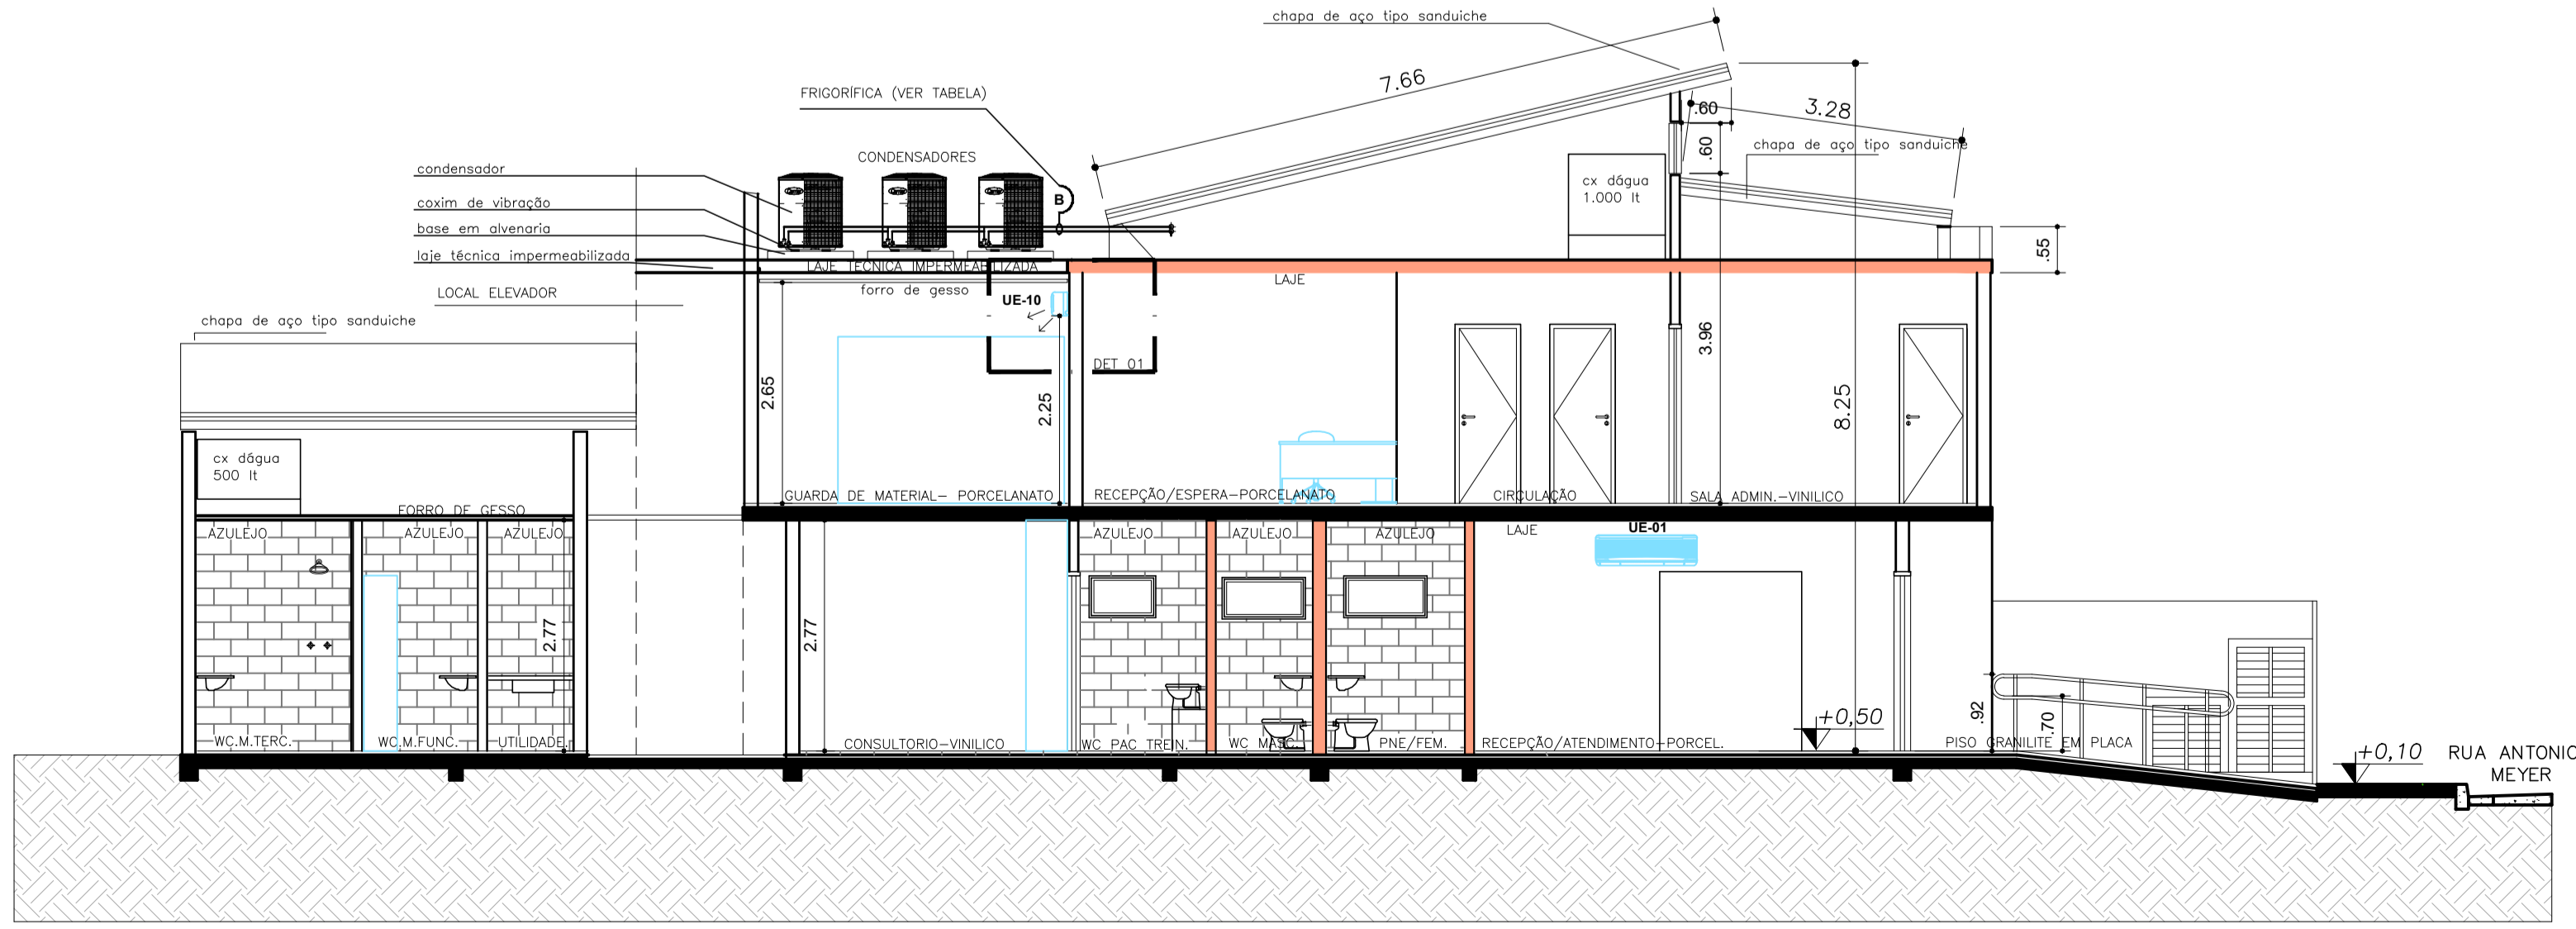 chapa de aço tipo sanduiche
7.66
FRIGORÍFICA (VER TABELA)
.60
3.28
.60
chapa de aço tipo sanduiche
CONDENSADORES
condensador
cx dágua
1.000 lt
B
coxim de vibração
base em alvenaria
laje técnica impermeabilizada
LAJE TECNICA IMPERMEABILIZADA
.55
LAJE
forro de gesso
LOCAL ELEVADOR
UE-10
chapa de aço tipo sanduiche
3.96
DET 01
2.65
2.25
8.25
cx dágua
500 lt
GUARDA DE MATERIAL- PORCELANATO
RECEPÇÃO/ESPERA-PORCELANATO
CIRCULAÇÃO
SALA ADMIN.-VINILICO
FORRO DE GESSO
AZULEJO
AZULEJO
AZULEJO
AZULEJO
AZULEJO
AZULEJO
LAJE
UE-01
2.77
2.77
.92
.70
+0,50
WC.M.TERC.
WC.M.FUNC.
UTILIDADE.
CONSULTORIO-VINILICO
WC PAC TREIN.
WC MASC.
PNE/FEM.
RECEPÇÃO/ATENDIMENTO-PORCEL.
PISO GRANILITE EM PLACA
+0,10
RUA ANTONIO
MEYER